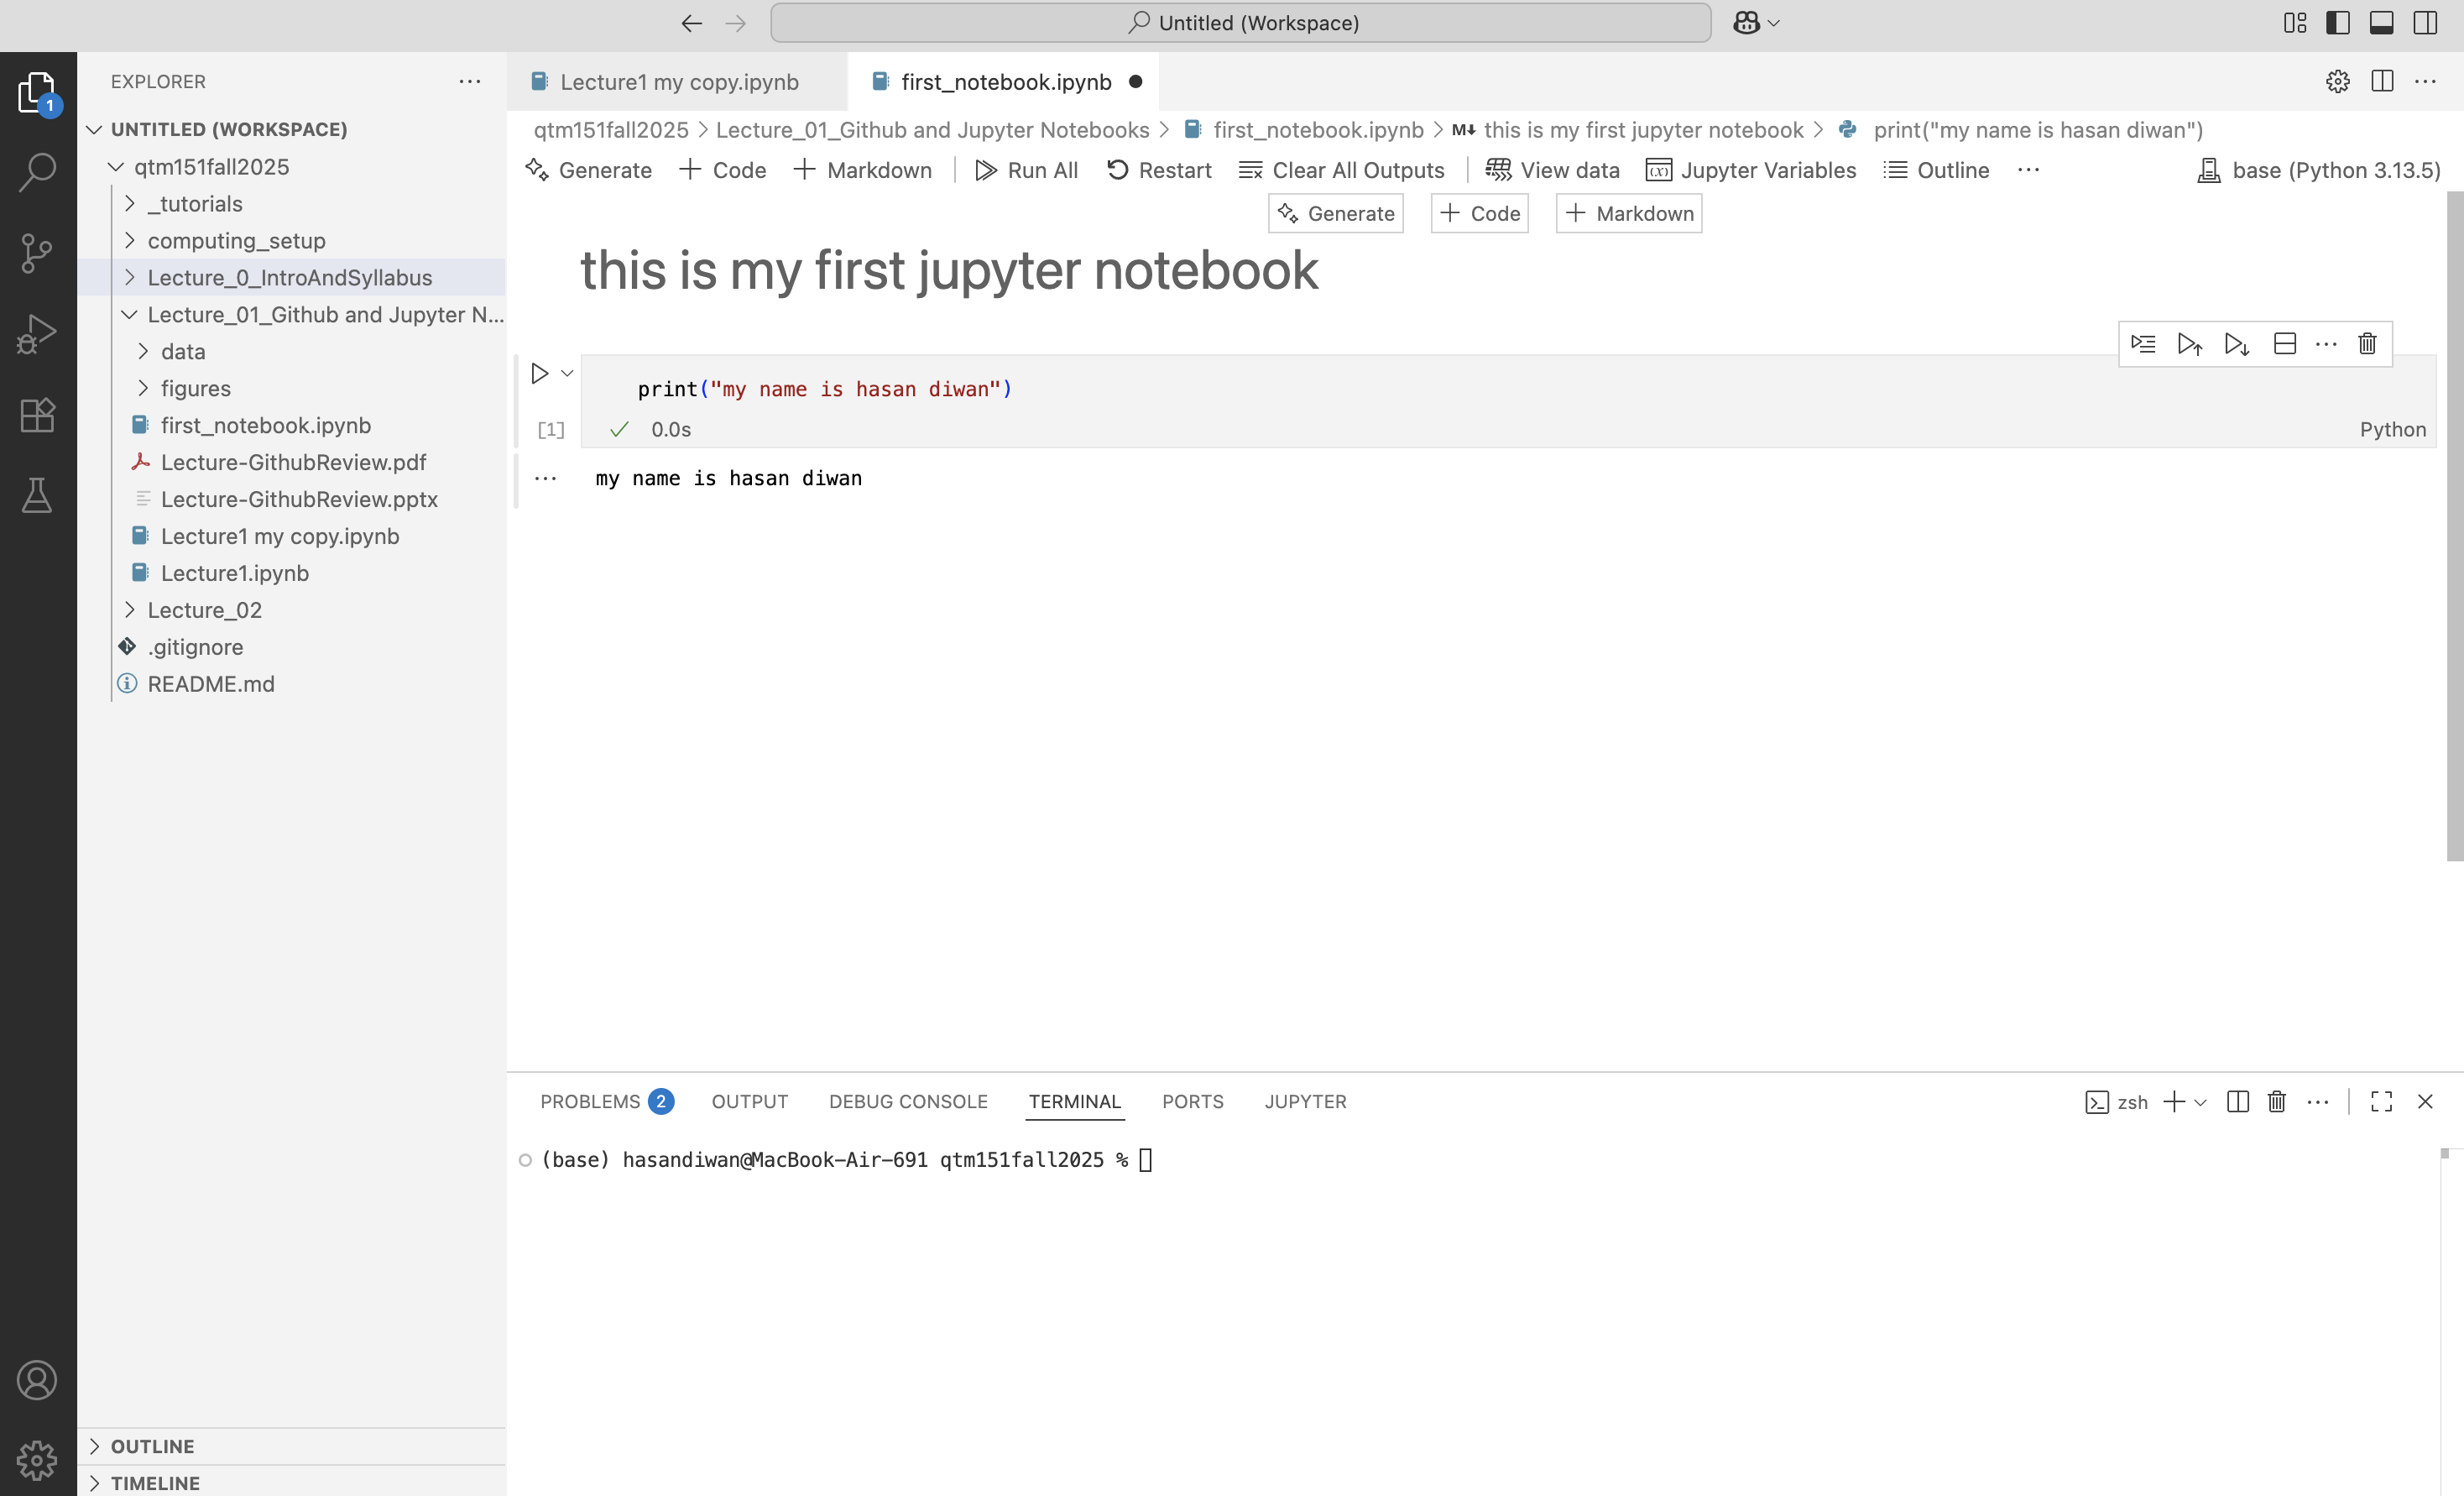 Untitled (Workspace)
1
EXPLORER
UNTITLED (WORKSPACE)
qtm151fall2025
_tutorials
computing_setup
Lecture_0_IntroAndSyllabus
Lecture_01_Github and Jupyter N...
data
figures
first_notebook.ipynb
Lecture-GithubReview.pdf
Lecture-GithubReview.pptx
Lecture1 my copy.ipynb
Lecture1.ipynb
Lecture_02
.gitignore
README.md
OUTLINE
TIMELINE
Lecture1 my copy.ipynb first_notebook.ipynb
qtm151fall2025 > Lecture_01_Github and Jupyter Notebooks > first_notebook.ipynb > M↓ this is my first jupyter notebook > print("my name is hasan diwan")
Generate + Code + Markdown Run All Restart Clear All Outputs View data Jupyter Variables Outline ... base (Python 3.13.5)
Generate + Code + Markdown
this is my first jupyter notebook
print("my name is hasan diwan")
[1] ✓ 0.0s Python
... my name is hasan diwan
PROBLEMS 2 OUTPUT DEBUG CONSOLE TERMINAL PORTS JUPYTER zsh
(base) hasandiwan@MacBook-Air-691 qtm151fall2025 %